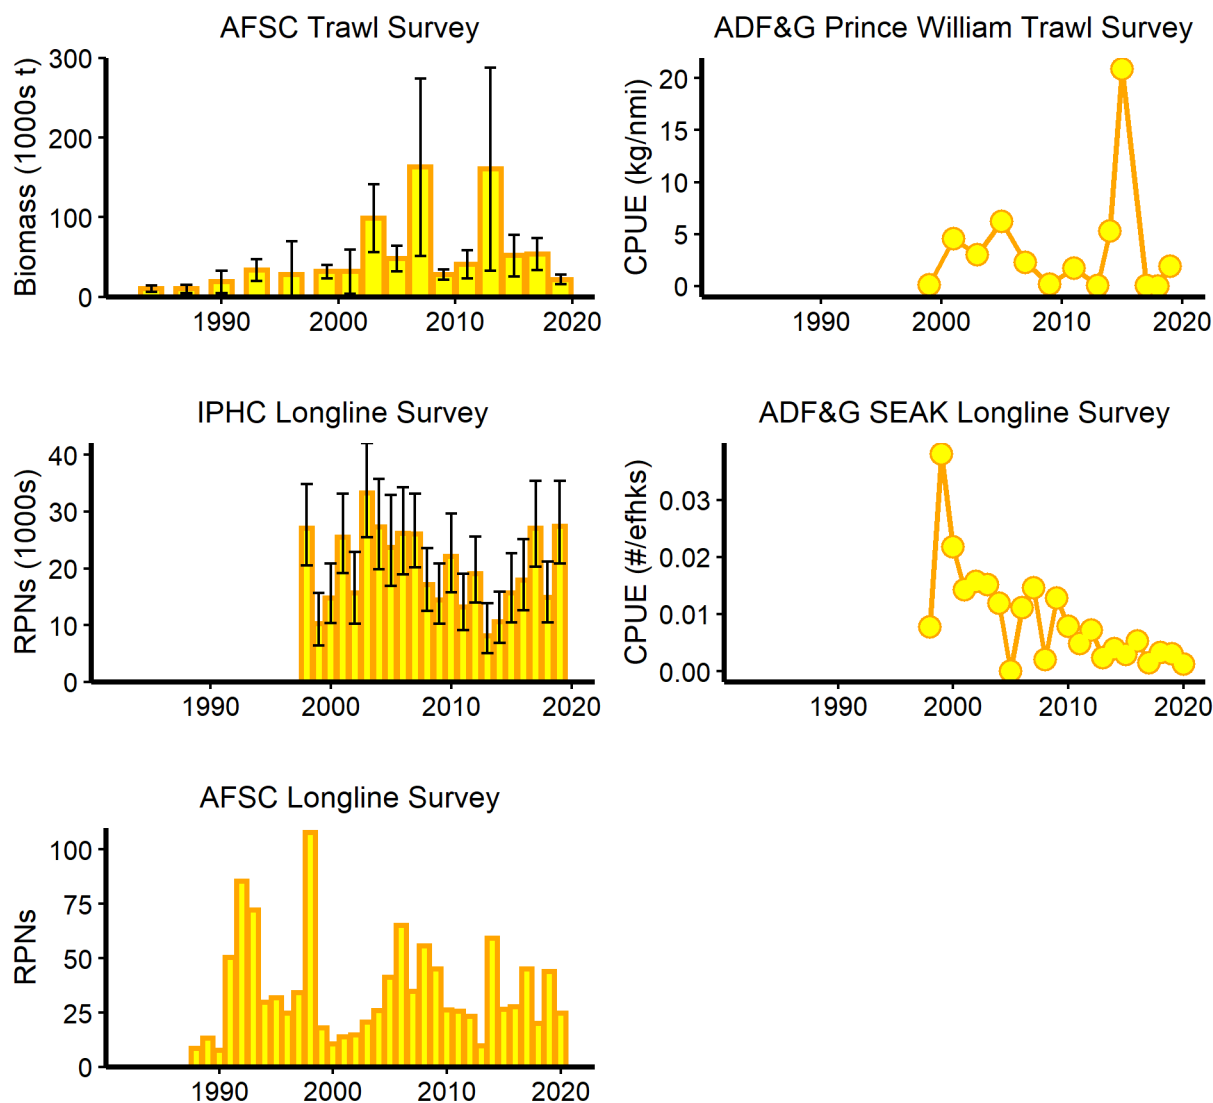 AFSC Trawl Survey
Biomass (1000s t)
300
200
100
0
1990 2000 2010 2020
ADF&G Prince William Trawl Survey
CPUE (kg/nmi)
20
15
10
5
0
1990 2000 2010 2020
IPHC Longline Survey
RPNs (1000s)
40
30
20
10
0
1990 2000 2010 2020
ADF&G SEAK Longline Survey
CPUE (#/efhks)
0.03
0.02
0.01
0.00
1990 2000 2010 2020
AFSC Longline Survey
RPNs
100
75
50
25
0
1990 2000 2010 2020